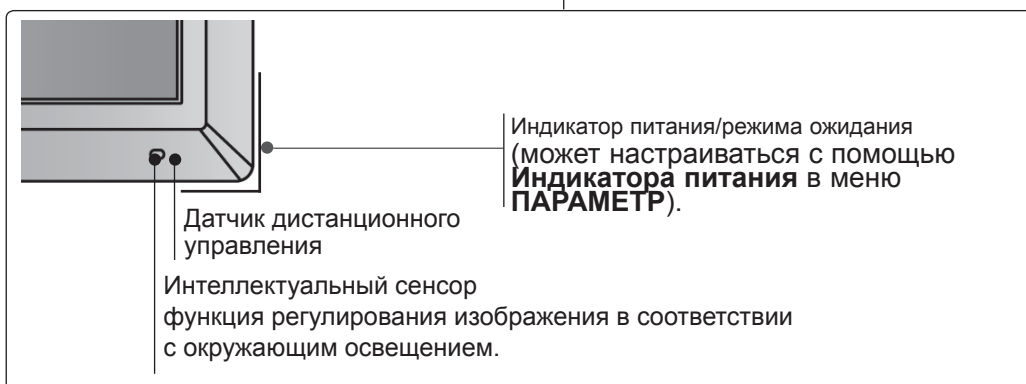 Индикатор питания/режима ожидания
(может настраиваться с помощью
Индикатора питания в меню
ПАРАМЕТР).
Датчик дистанционного
управления
Интеллектуальный сенсор
функция регулирования изображения в соответствии
с окружающим освещением.